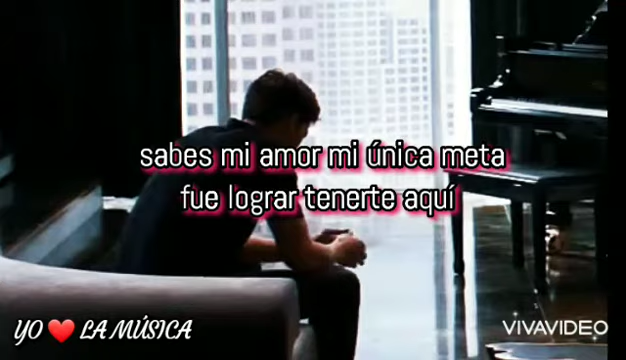 sabes mi amor mi única meta
fue lograr tenerte aquí
YO ❤️ LA MÚSICA
VIVAVIDEO